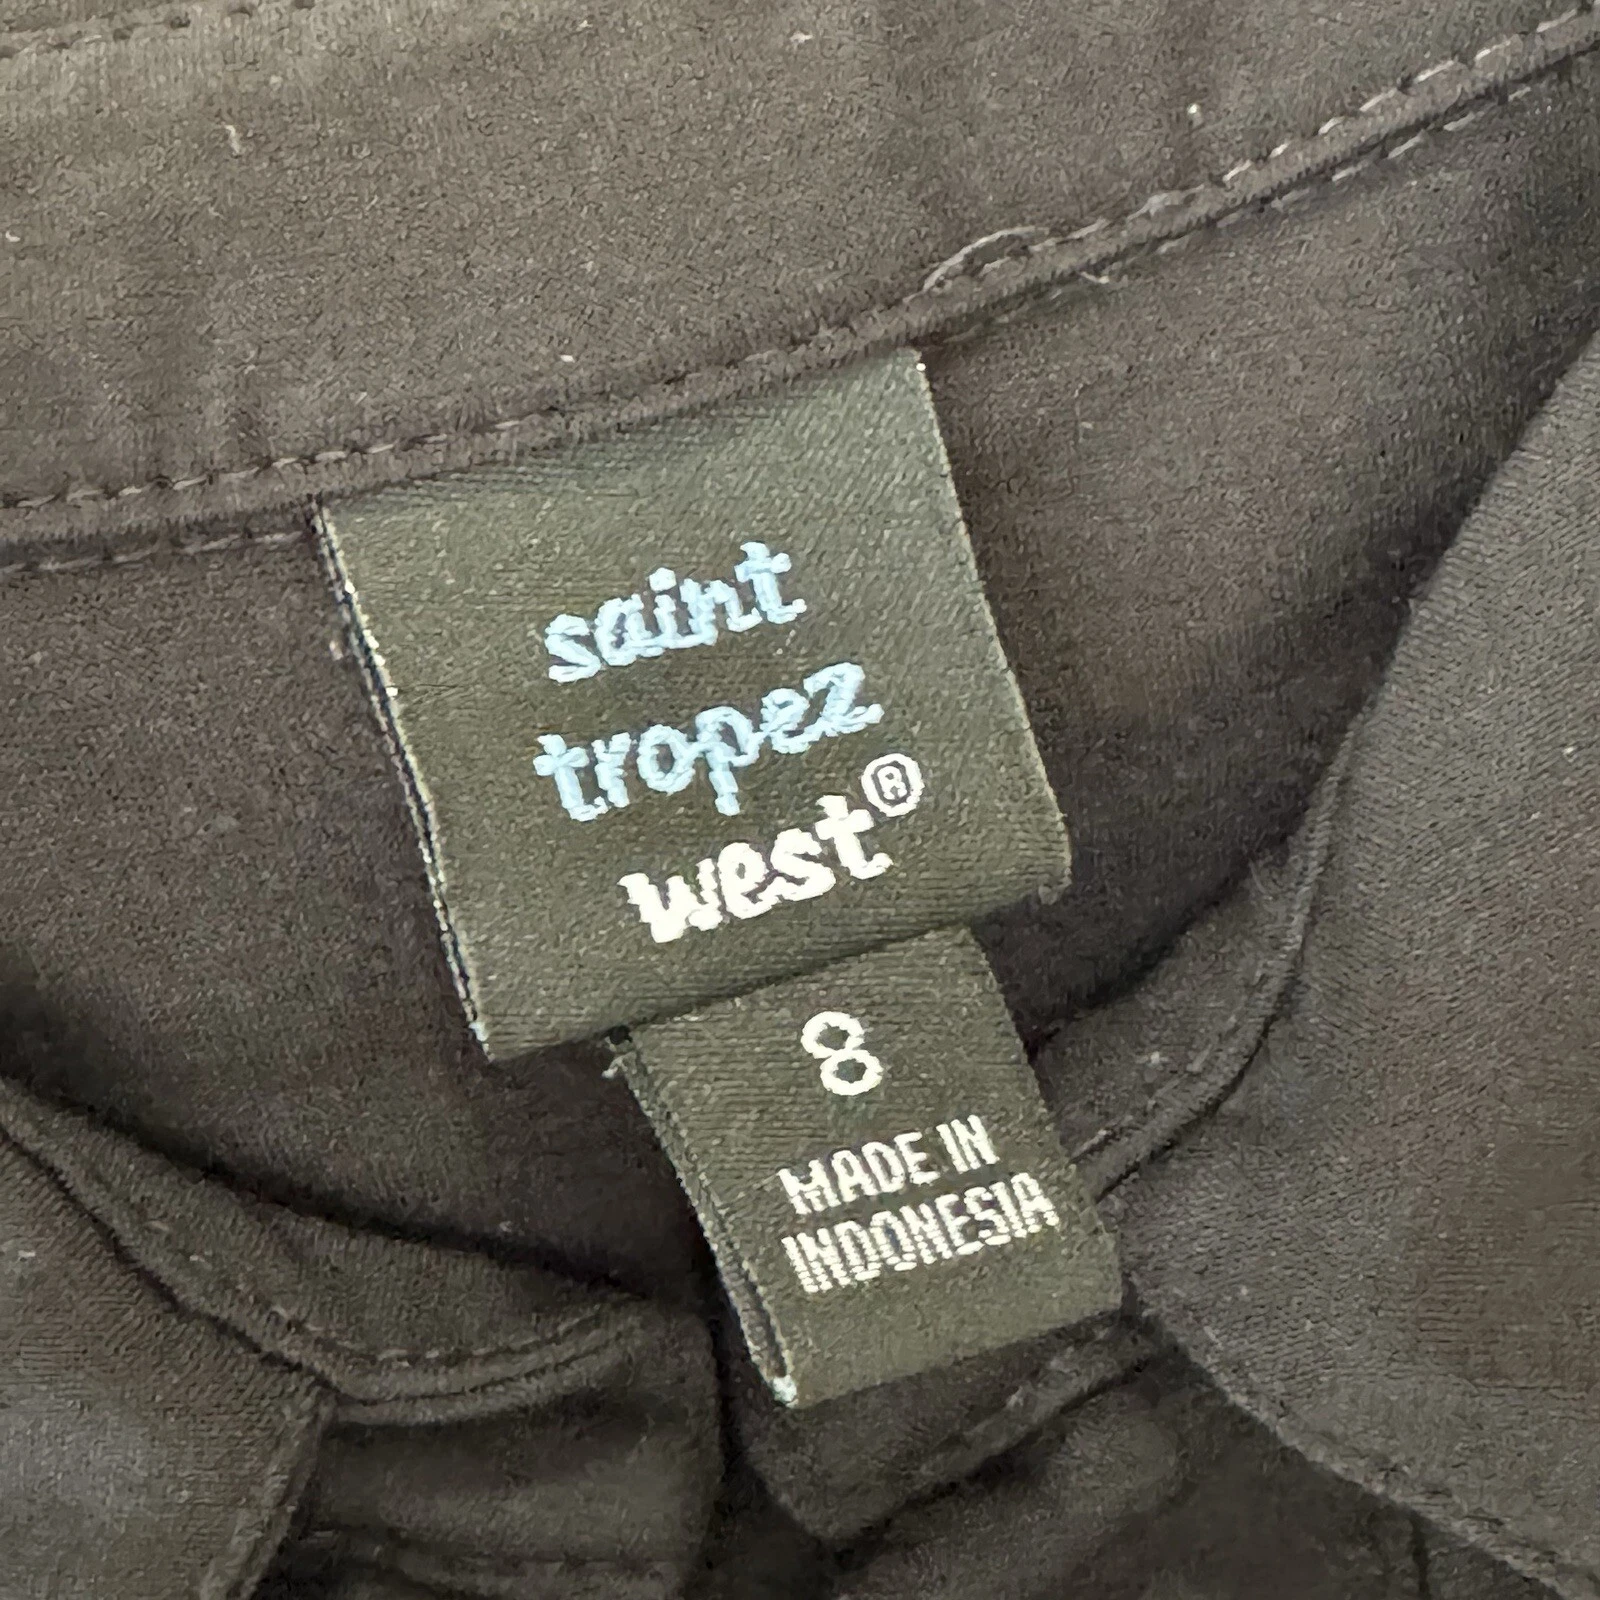 saint
tropez
west®
8
MADE IN
INDONESIA